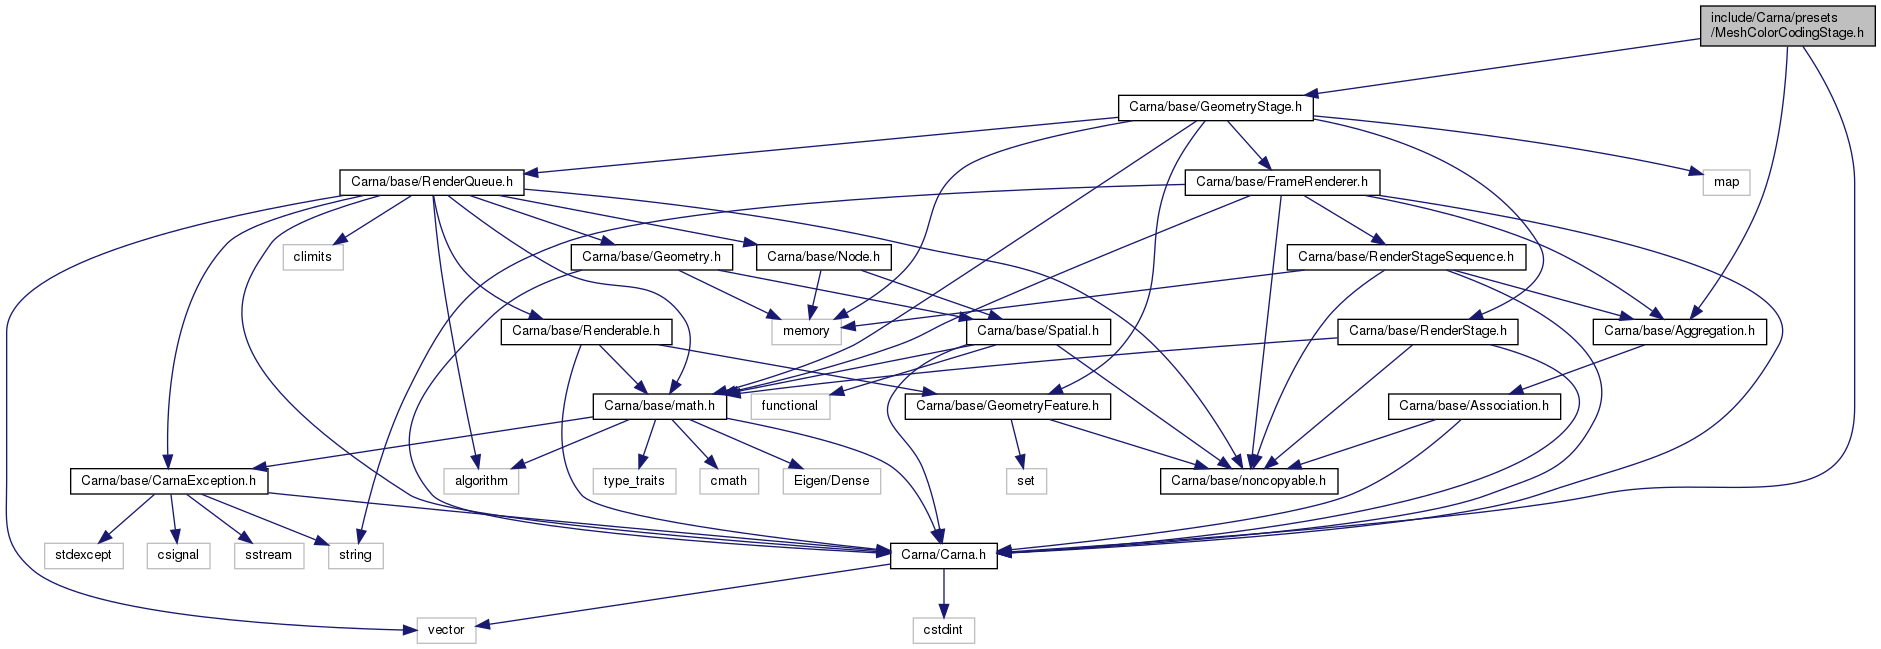 include/Carna/presets
/MeshColorCodingStage.h
Carna/base/GeometryStage.h
Carna/base/RenderQueue.h
Carna/base/FrameRenderer.h
map
climits
Carna/base/Geometry.h
Carna/base/Node.h
Carna/base/RenderStageSequence.h
Carna/base/Renderable.h
memory
Carna/base/Spatial.h
Carna/base/RenderStage.h
Carna/base/Aggregation.h
Carna/base/math.h
functional
Carna/base/GeometryFeature.h
Carna/base/Association.h
Carna/base/CarnaException.h
algorithm
type_traits
cmath
Eigen/Dense
set
Carna/base/noncopyable.h
stdexcept
csignal
sstream
string
Carna/Carna.h
vector
cstdint